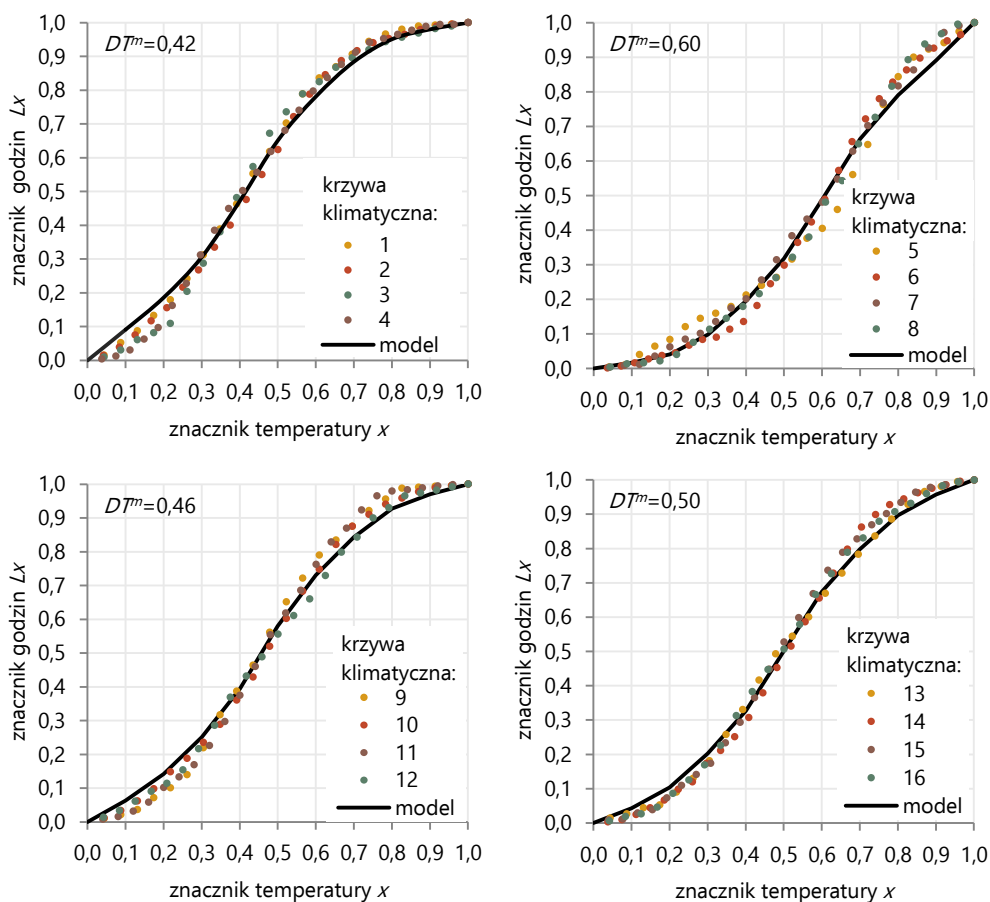 DTᵐ=0,42
znacznik godzin Lx
1,0
0,9
0,8
0,7
0,6
0,5
0,4
0,3
0,2
0,1
0,0
krzywa
klimatyczna:
1
2
3
4
model
0,0 0,1 0,2 0,3 0,4 0,5 0,6 0,7 0,8 0,9 1,0
znacznik temperatury x
DTᵐ=0,60
znacznik godzin Lx
1,0
0,9
0,8
0,7
0,6
0,5
0,4
0,3
0,2
0,1
0,0
krzywa
klimatyczna:
5
6
7
8
model
0,0 0,1 0,2 0,3 0,4 0,5 0,6 0,7 0,8 0,9 1,0
znacznik temperatury x
DTᵐ=0,46
znacznik godzin Lx
1,0
0,9
0,8
0,7
0,6
0,5
0,4
0,3
0,2
0,1
0,0
krzywa
klimatyczna:
9
10
11
12
model
0,0 0,1 0,2 0,3 0,4 0,5 0,6 0,7 0,8 0,9 1,0
znacznik temperatury x
DTᵐ=0,50
znacznik godzin Lx
1,0
0,9
0,8
0,7
0,6
0,5
0,4
0,3
0,2
0,1
0,0
krzywa
klimatyczna:
13
14
15
16
model
0,0 0,1 0,2 0,3 0,4 0,5 0,6 0,7 0,8 0,9 1,0
znacznik temperatury x